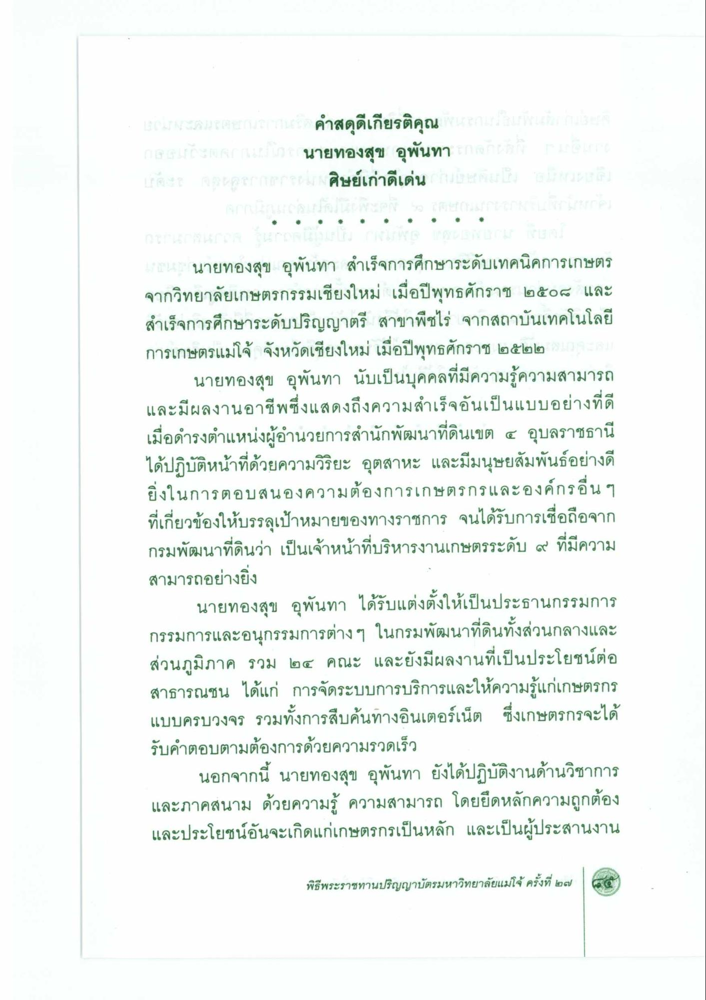 คำสดุดีเกียรติคุณ
นายทองสุข อุพันทา
ศิษย์เก่าดีเด่น
นายทองสุข อุพันทา สำเร็จการศึกษาระดับเทคนิคการเกษตร
จากวิทยาลัยเกษตรกรรมเชียงใหม่ เมื่อปีพุทธศักราช ๒๕๐๘ และ
สำเร็จการศึกษาระดับปริญญาตรี สาขาพืชไร่ จากสถาบันเทคโนโลยี
การเกษตรแม่โจ้ จังหวัดเชียงใหม่ เมื่อปีพุทธศักราช ๒๕๒๒
นายทองสุข อุพันทา นับเป็นบุคคลที่มีความรู้ความสามารถ
และมีผลงานอาชีพซึ่งแสดงถึงความสำเร็จอันเป็นแบบอย่างที่ดี
เมื่อดำรงตำแหน่งผู้อำนวยการสำนักพัฒนาที่ดินเขต ๔ อุบลราชธานี
ได้ปฏิบัติหน้าที่ด้วยความวิริยะ อุตสาหะ และมีมนุษยสัมพันธ์อย่างดี
ยิ่งในการตอบสนองความต้องการเกษตรกรและองค์กรอื่นๆ
ที่เกี่ยวข้องให้บรรลุเป้าหมายของทางราชการ จนได้รับการเชื่อถือจาก
กรมพัฒนาที่ดินว่า เป็นเจ้าหน้าที่บริหารงานเกษตรระดับ ๙ ที่มีความ
สามารถอย่างยิ่ง
นายทองสุข อุพันทา ได้รับแต่งตั้งให้เป็นประธานกรรมการ
กรรมการและอนุกรรมการต่างๆ ในกรมพัฒนาที่ดินทั้งส่วนกลางและ
ส่วนภูมิภาค รวม ๒๔ คณะ และยังมีผลงานที่เป็นประโยชน์ต่อ
สาธารณชน ได้แก่ การจัดระบบการบริการและให้ความรู้แก่เกษตรกร
แบบครบวงจร รวมทั้งการสืบค้นทางอินเตอร์เน็ต ซึ่งเกษตรกรจะได้
รับคำตอบตามต้องการด้วยความรวดเร็ว
นอกจากนี้ นายทองสุข อุพันทา ยังได้ปฏิบัติงานด้านวิชาการ
และภาคสนาม ด้วยความรู้ ความสามารถ โดยยึดหลักความถูกต้อง
และประโยชน์อันจะเกิดแก่เกษตรกรเป็นหลัก และเป็นผู้ประสานงาน
พิธีพระราชทานปริญญาบัตรมหาวิทยาลัยแม่โจ้ ครั้งที่ ๒๗
๘๕